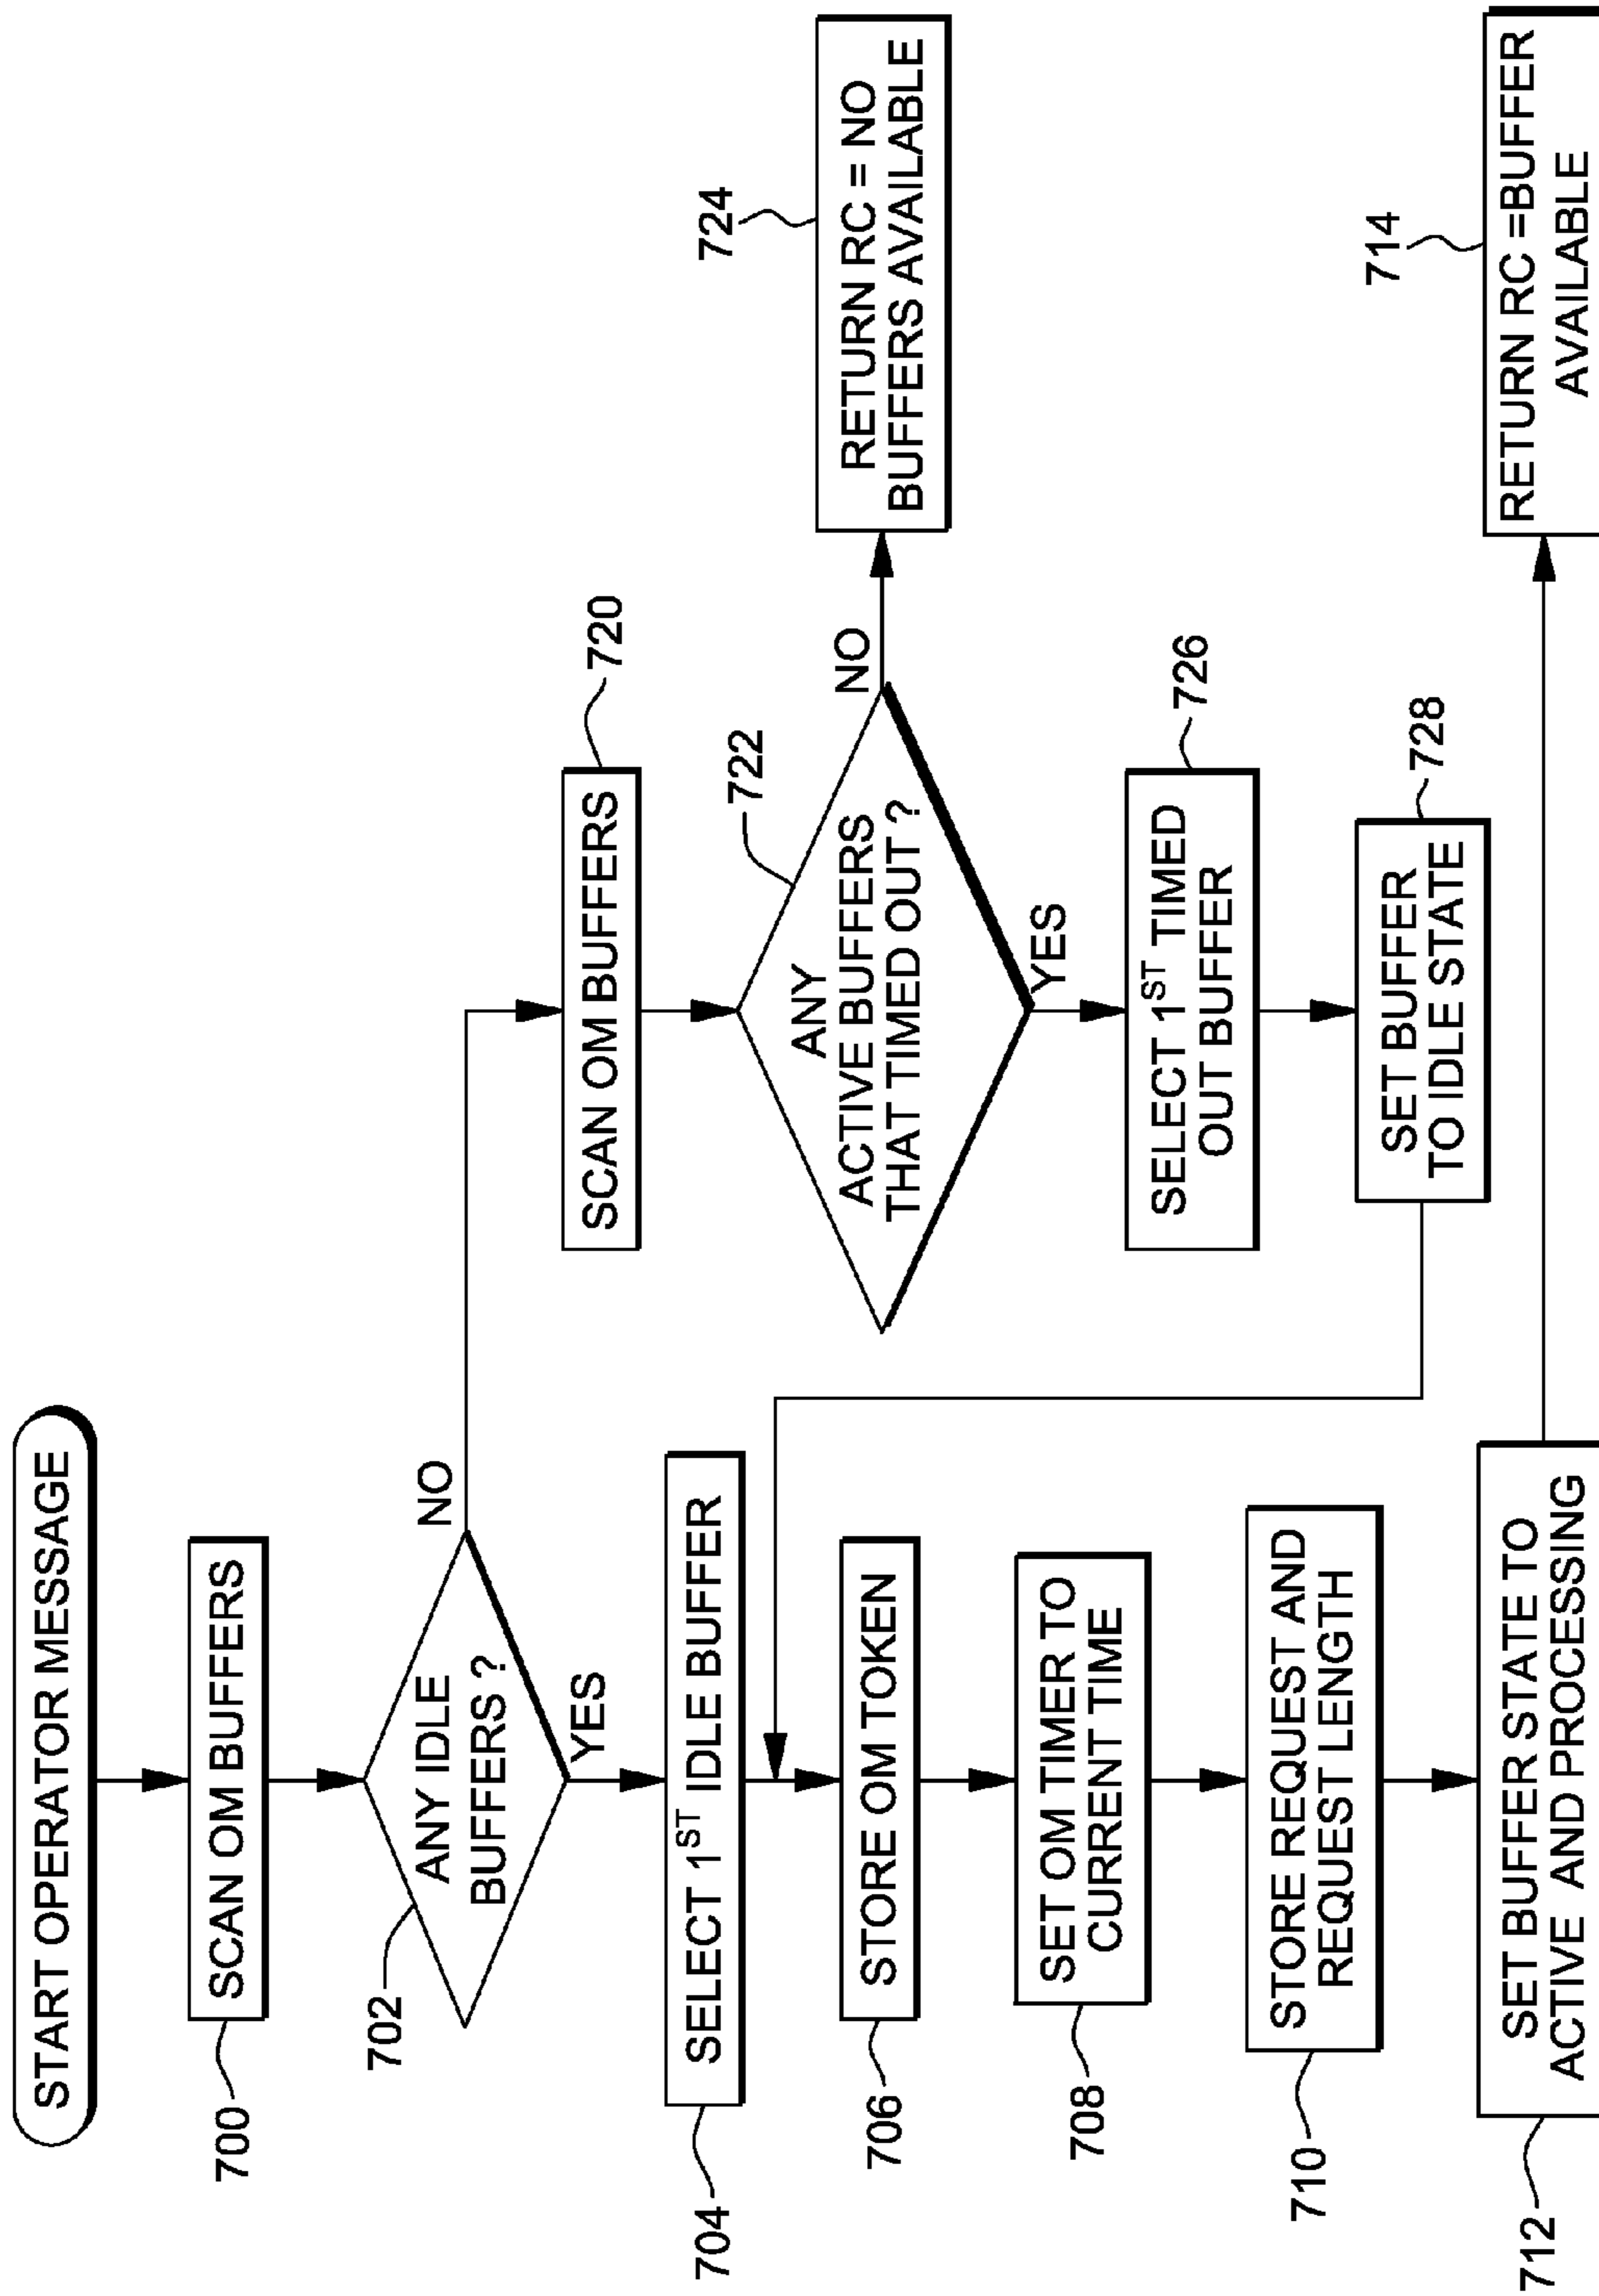 START OPERATOR MESSAGE
700
SCAN OM BUFFERS
702
ANY IDLE
BUFFERS ?
NO
YES
704
SELECT 1ST IDLE BUFFER
706
STORE OM TOKEN
708
SET OM TIMER TO
CURRENT TIME
710
STORE REQUEST AND
REQUEST LENGTH
712
SET BUFFER STATE TO
ACTIVE AND PROCESSING
720
SCAN OM BUFFERS
722
ANY
ACTIVE BUFFERS
THAT TIMED OUT ?
NO
YES
724
RETURN RC = NO
BUFFERS AVAILABLE
726
SELECT 1ST TIMED
OUT BUFFER
728
SET BUFFER
TO IDLE STATE
714
RETURN RC =BUFFER
AVAILABLE